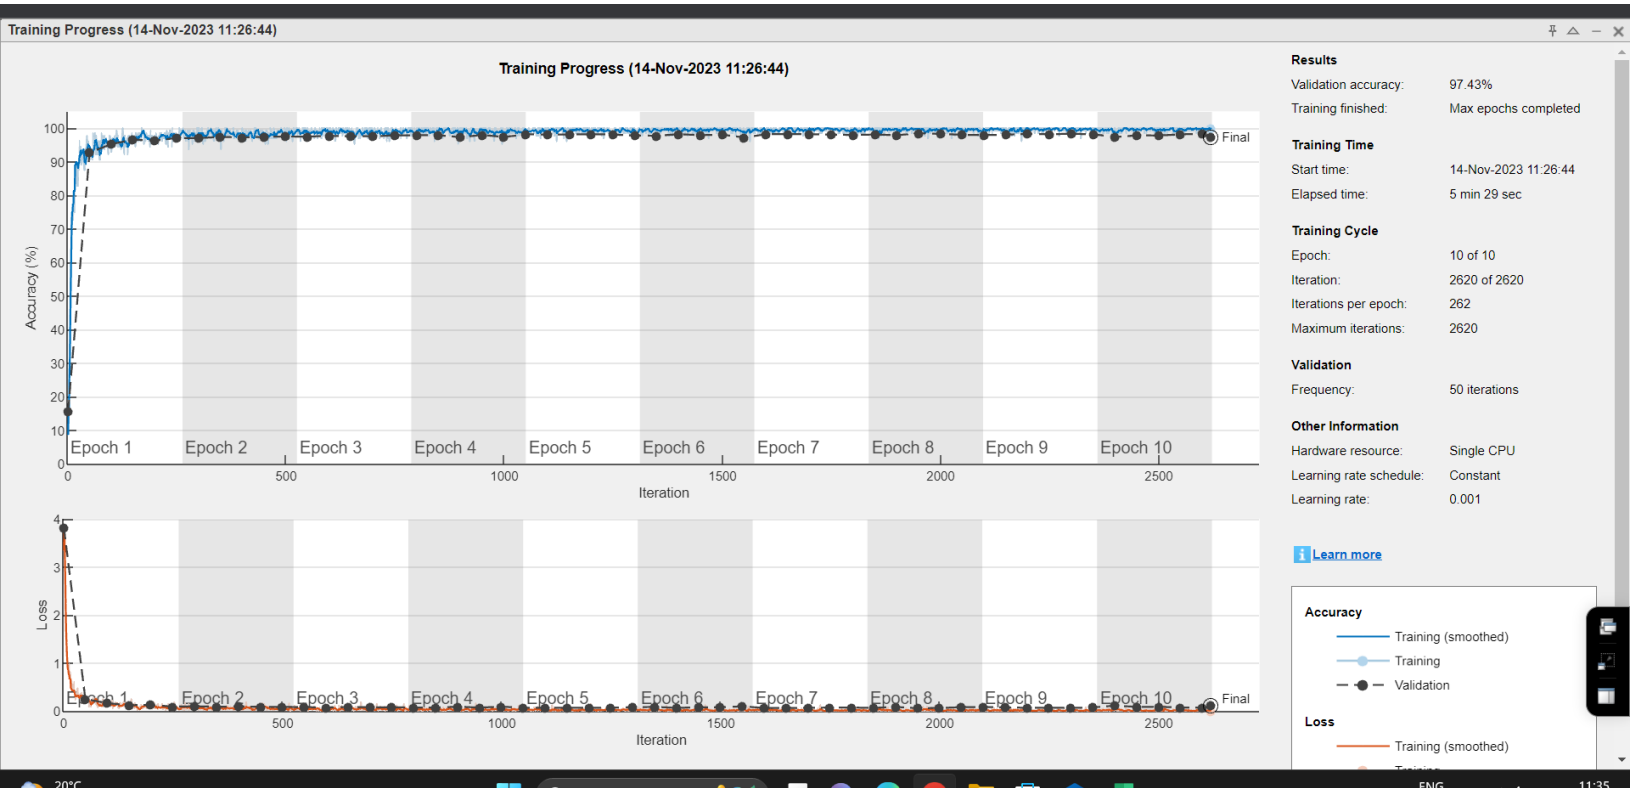 Training Progress (14-Nov-2023 11:26:44)
Training Progress (14-Nov-2023 11:26:44)
100
90
80
70
60
50
40
30
20
10
0
Accuracy (%)
Final
Epoch 1 Epoch 2 Epoch 3 Epoch 4 Epoch 5 Epoch 6 Epoch 7 Epoch 8 Epoch 9 Epoch 10
0 500 1000 1500 2000 2500
Iteration
4
3
2
1
0
Loss
Epoch 1 Epoch 2 Epoch 3 Epoch 4 Epoch 5 Epoch 6 Epoch 7 Epoch 8 Epoch 9 Epoch 10
Final
0 500 1000 1500 2000 2500
Iteration
Results
Validation accuracy: 97.43%
Training finished: Max epochs completed
Training Time
Start time: 14-Nov-2023 11:26:44
Elapsed time: 5 min 29 sec
Training Cycle
Epoch: 10 of 10
Iteration: 2620 of 2620
Iterations per epoch: 262
Maximum iterations: 2620
Validation
Frequency: 50 iterations
Other Information
Hardware resource: Single CPU
Learning rate schedule: Constant
Learning rate: 0.001
i Learn more
Accuracy
Training (smoothed)
Training
Validation
Loss
Training (smoothed)
Training
20°C
ENG
11:35